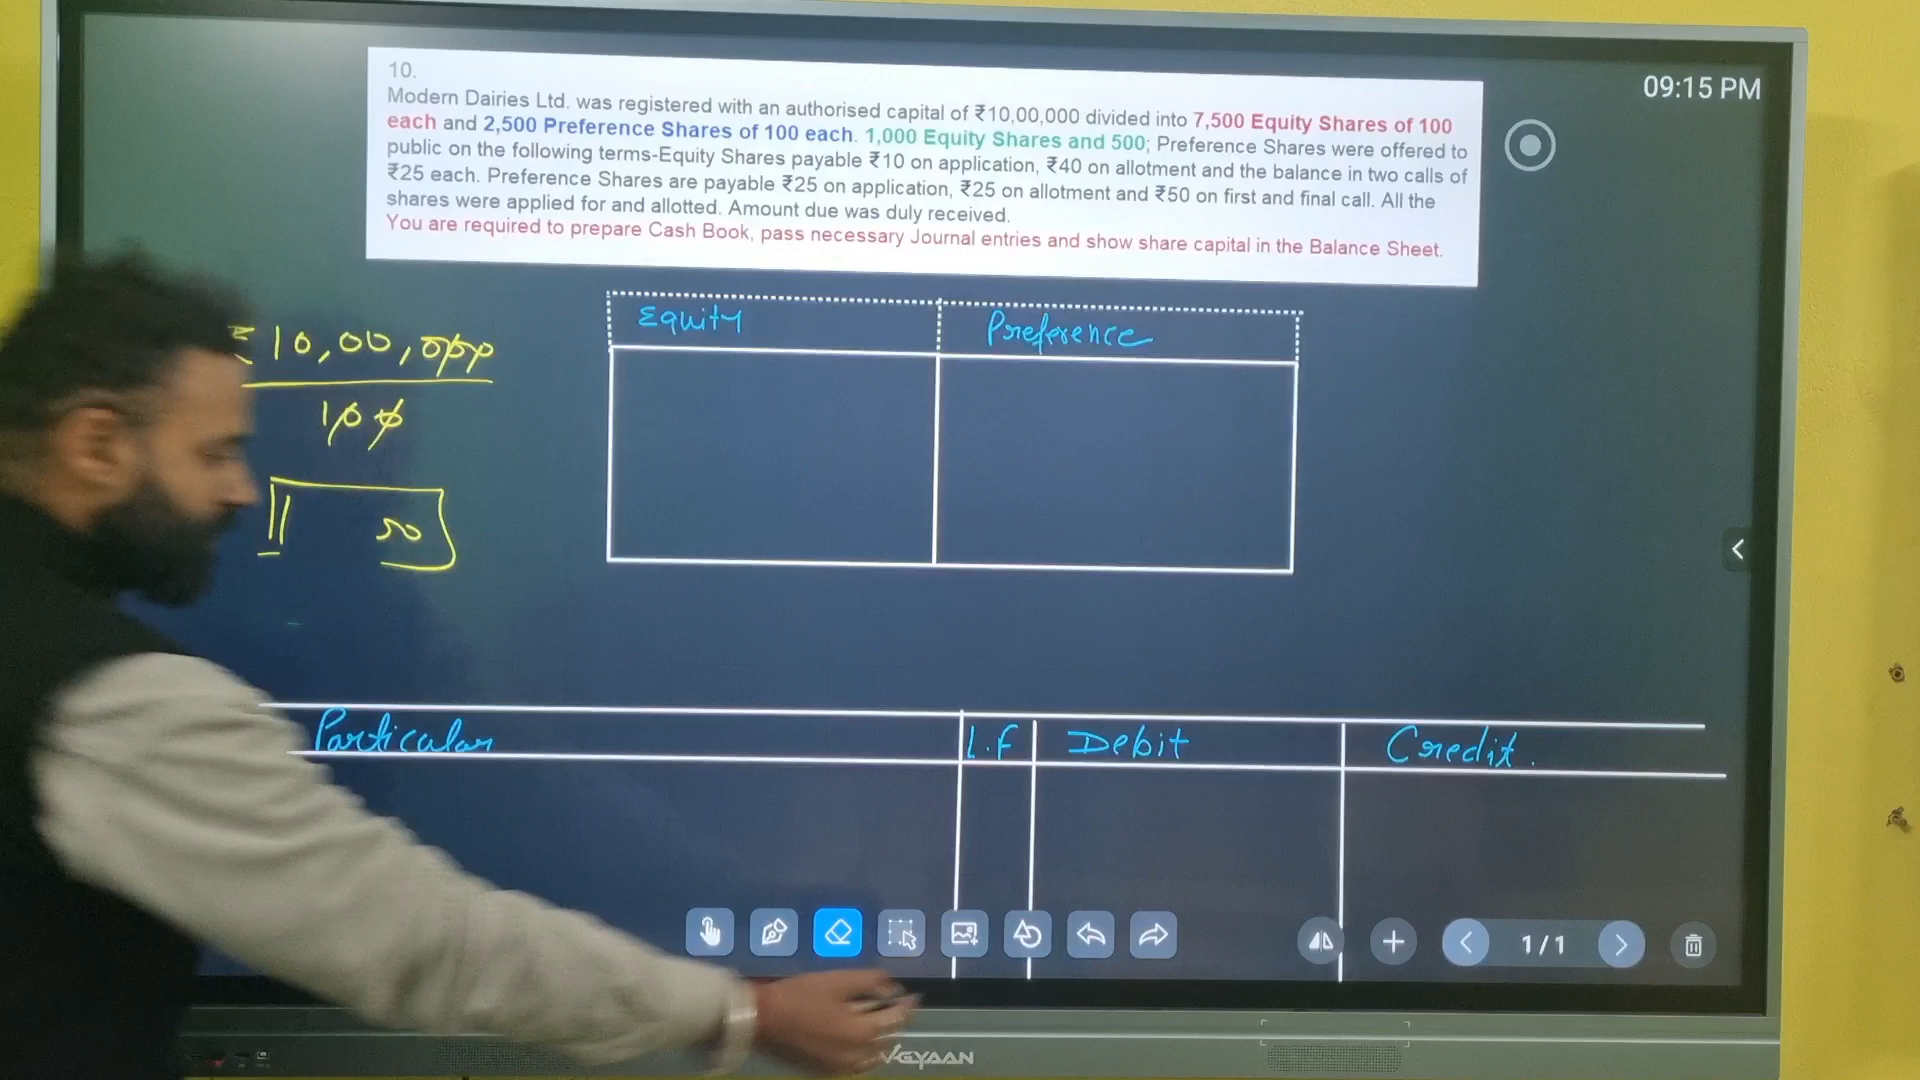 09:15 PM
10.
Modern Dairies Ltd. was registered with an authorised capital of ₹10,00,000 divided into 7,500 Equity Shares of 100
each and 2,500 Preference Shares of 100 each. 1,000 Equity Shares and 500; Preference Shares were offered to
public on the following terms-Equity Shares payable ₹10 on application, ₹40 on allotment and the balance in two calls of
₹25 each. Preference Shares are payable ₹25 on application, ₹25 on allotment and ₹50 on first and final call. All the
shares were applied for and allotted. Amount due was duly received.
You are required to prepare Cash Book, pass necessary Journal entries and show share capital in the Balance Sheet.
Equity Preference
₹10,00,000
100
50
Particular L.F Debit Credit.
1/1
VGYAAN